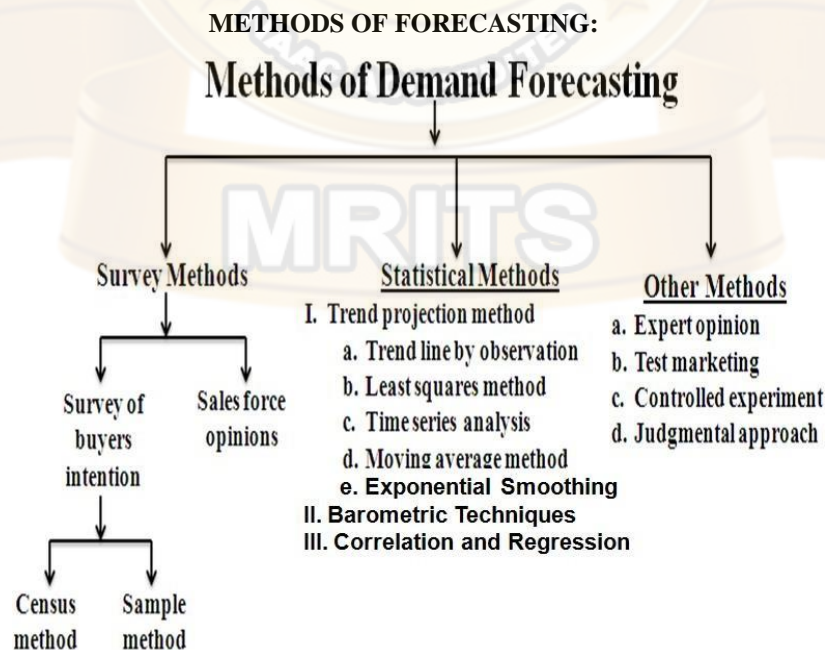 METHODS OF FORECASTING:
Methods of Demand Forecasting
MRITS
Survey Methods
Survey of
buyers
intention
Sales force
opinions
Census
method
Sample
method
Statistical Methods
I. Trend projection method
a. Trend line by observation
b. Least squares method
c. Time series analysis
d. Moving average method
e. Exponential Smoothing
II. Barometric Techniques
III. Correlation and Regression
Other Methods
a. Expert opinion
b. Test marketing
c. Controlled experiment
d. Judgmental approach